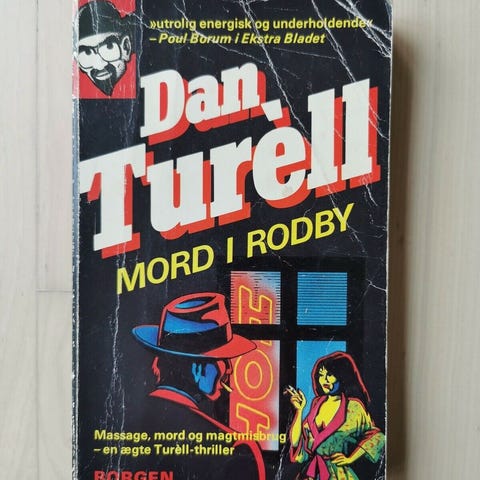 »utrolig energisk og underholdende«
– Poul Borum i Ekstra Bladet
Dan
Turèll
MORD I RODBY
HOT
Massage, mord og magtmisbrug
– en ægte Turèll-thriller
BORGEN